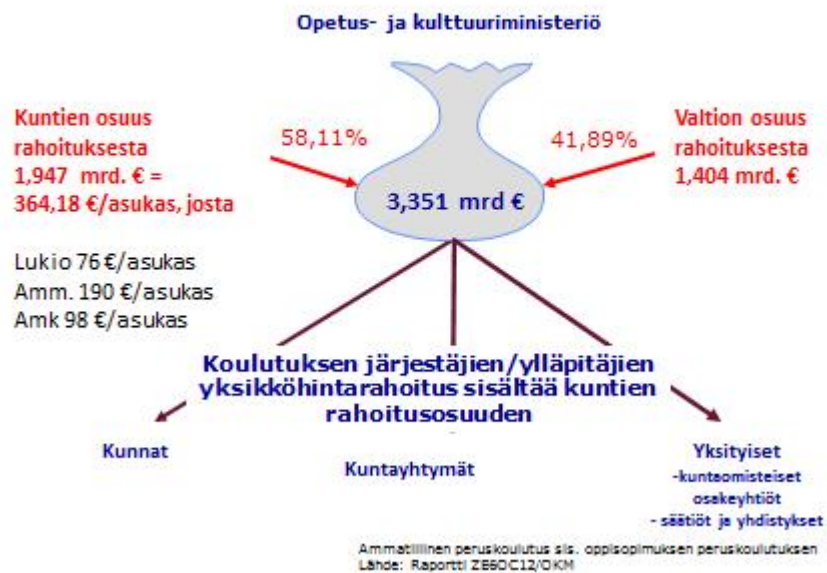 Opetus- ja kulttuuriministeriö
Kuntien osuus
rahoituksesta
1,947 mrd. € =
364,18 €/asukas, josta
58,11%
41,89%
Valtion osuus
rahoituksesta
1,404 mrd. €
3,351 mrd €
Lukio 76 €/asukas
Amm. 190 €/asukas
Amk 98 €/asukas
Koulutuksen järjestäjien/ylläpitäjien
yksikköhintarahoitus sisältää kuntien
rahoitusosuuden
Kunnat
Kuntayhtymät
Yksityiset
-kuntaomisteiset
osakeyhtiöt
- säätiöt ja yhdistykset
Ammatillinen peruskoulutus sis. oppisopimuksen peruskoulutuksen
Lähde: Raportti ZE6OC12/OKM